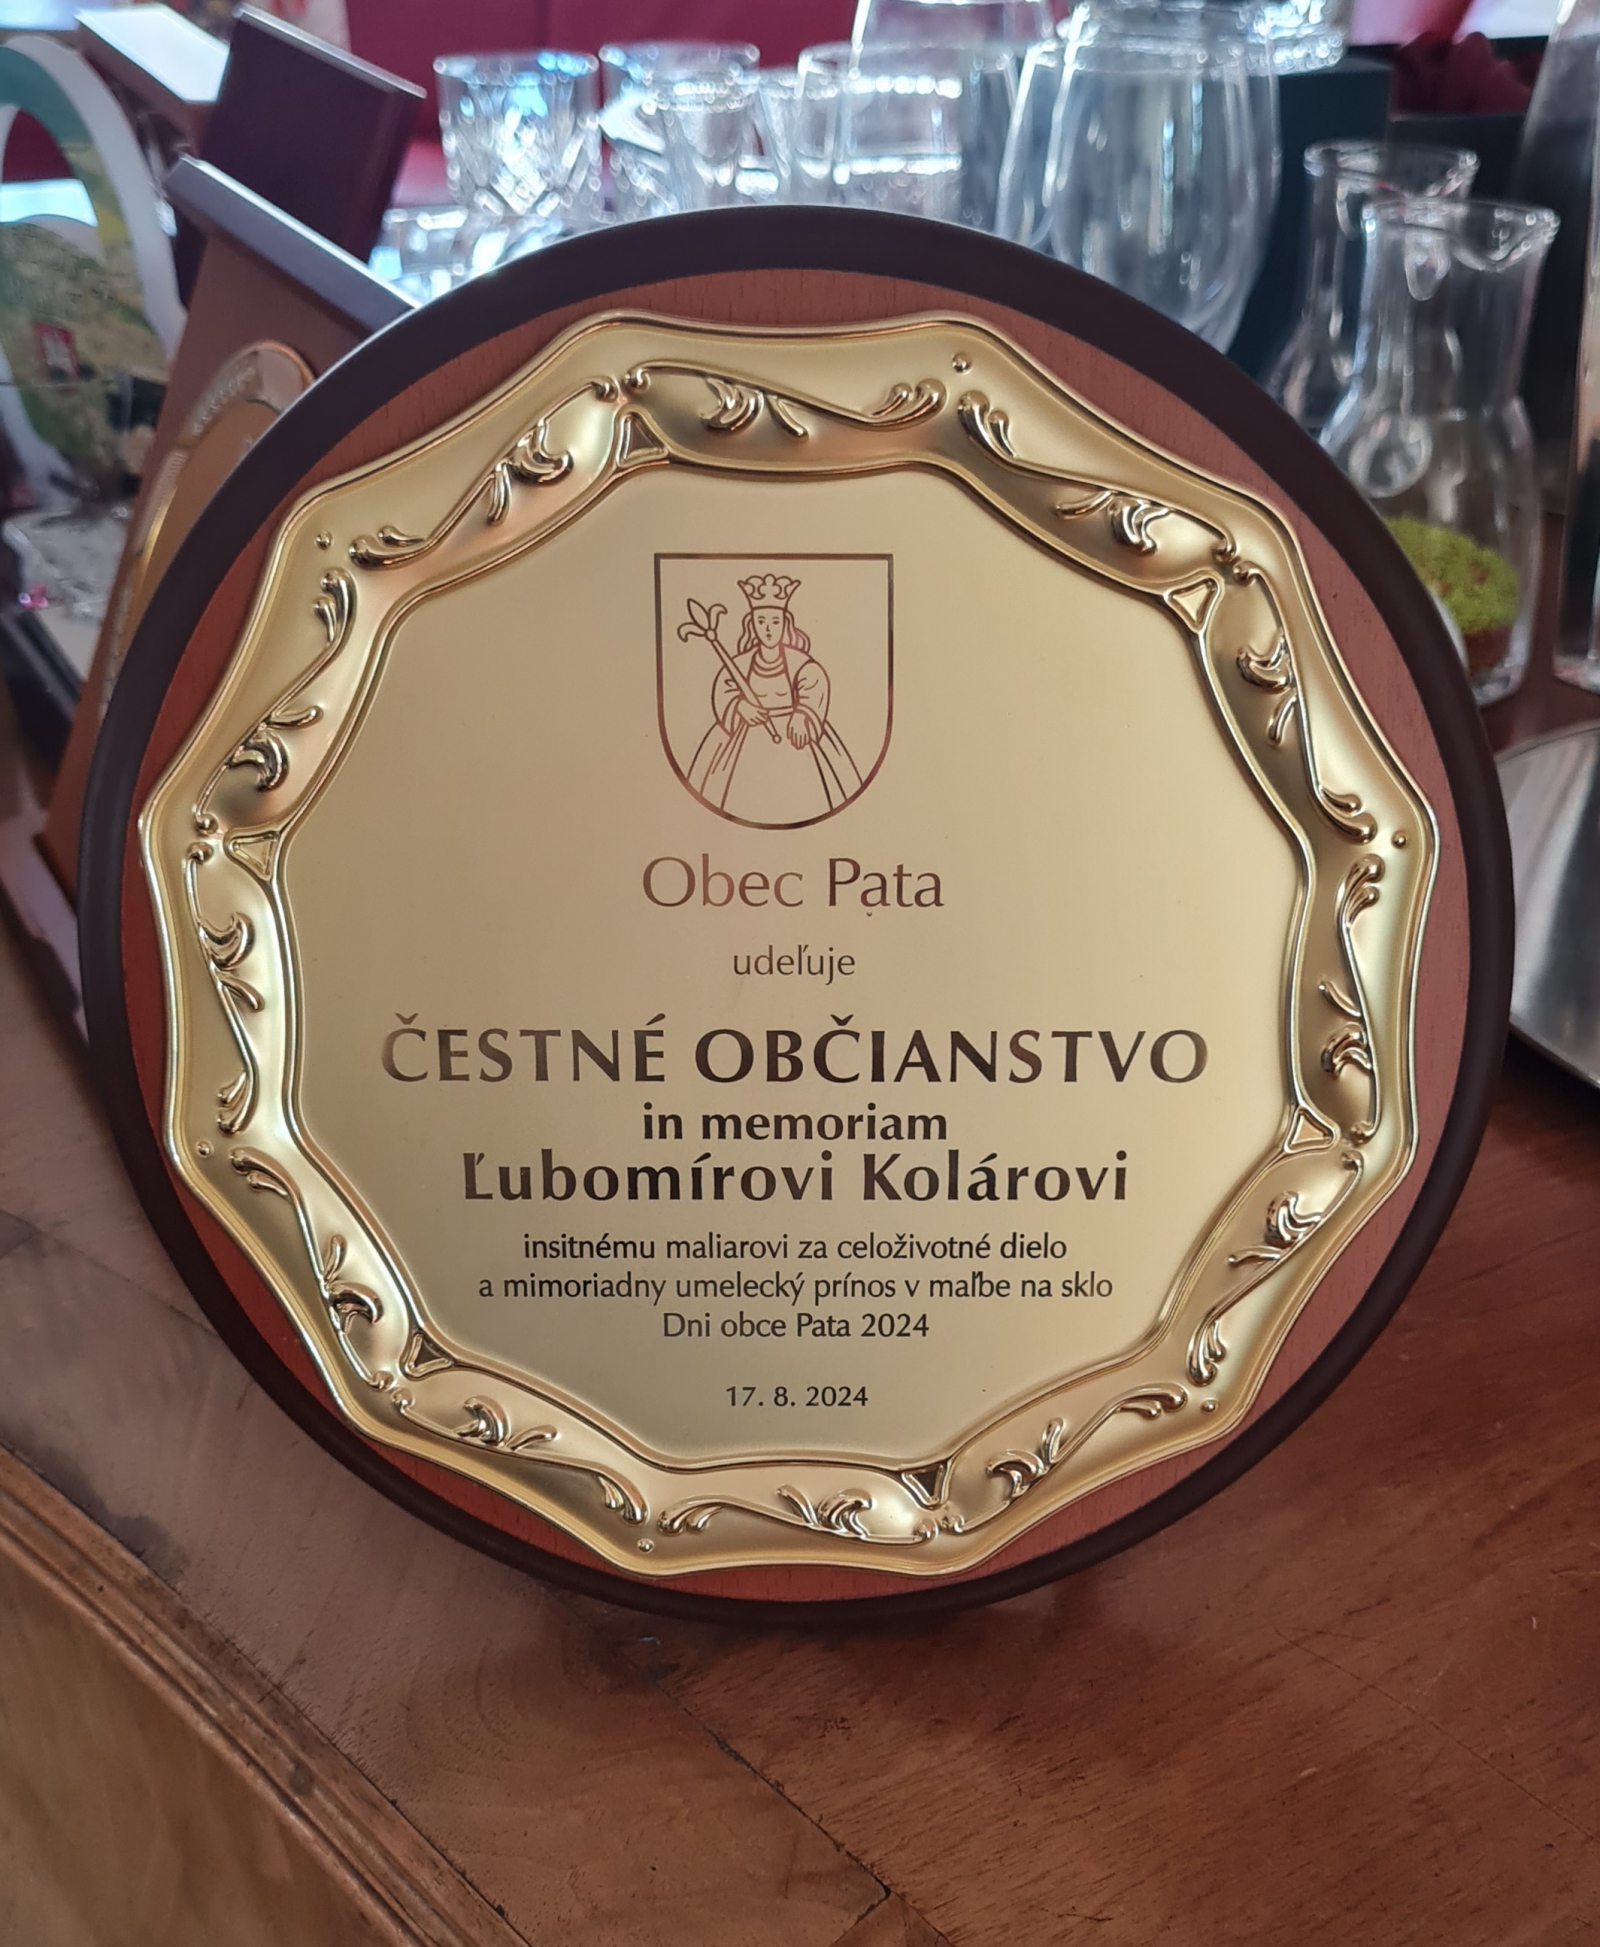 Obec Pata
udeľuje
ČESTNÉ OBČIANSTVO
in memoriam
Ľubomírovi Kolárovi
insitnému maliarovi za celoživotné dielo
a mimoriadny umelecký prínos v maľbe na sklo
Dni obce Pata 2024
17. 8. 2024